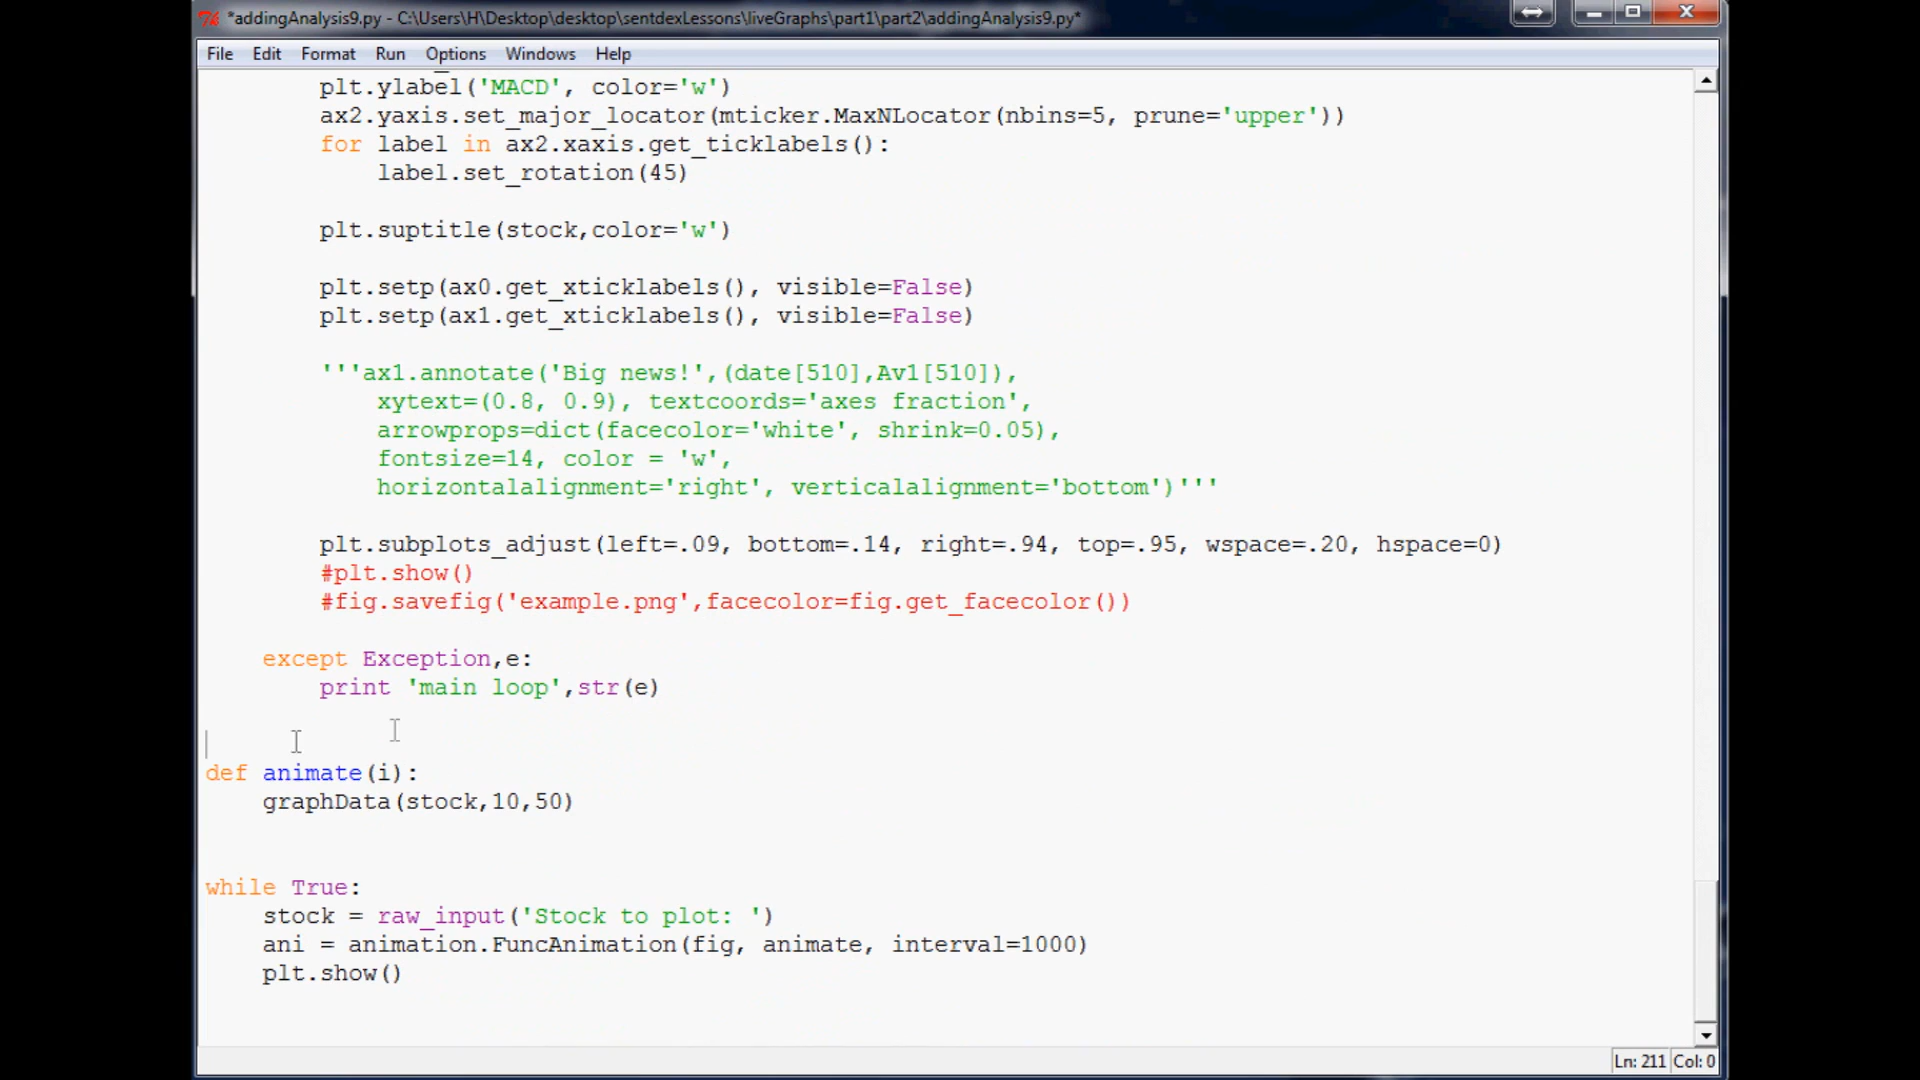 *addingAnalysis9.py - C:\Users\H\Desktop\desktop\sentdexLessons\liveGraphs\part1\part2\addingAnalysis9.py*
File Edit Format Run Options Windows Help
plt.ylabel('MACD', color='w')
ax2.yaxis.set_major_locator(mticker.MaxNLocator(nbins=5, prune='upper'))
for label in ax2.xaxis.get_ticklabels():
label.set_rotation(45)
plt.suptitle(stock,color='w')
plt.setp(ax0.get_xticklabels(), visible=False)
plt.setp(ax1.get_xticklabels(), visible=False)
'''ax1.annotate('Big news!',(date[510],Av1[510]),
xytext=(0.8, 0.9), textcoords='axes fraction',
arrowprops=dict(facecolor='white', shrink=0.05),
fontsize=14, color = 'w',
horizontalalignment='right', verticalalignment='bottom')'''
plt.subplots_adjust(left=.09, bottom=.14, right=.94, top=.95, wspace=.20, hspace=0)
#plt.show()
#fig.savefig('example.png',facecolor=fig.get_facecolor())
except Exception,e:
print 'main loop',str(e)
def animate(i):
graphData(stock,10,50)
while True:
stock = raw_input('Stock to plot: ')
ani = animation.FuncAnimation(fig, animate, interval=1000)
plt.show()
Ln: 211 Col: 0